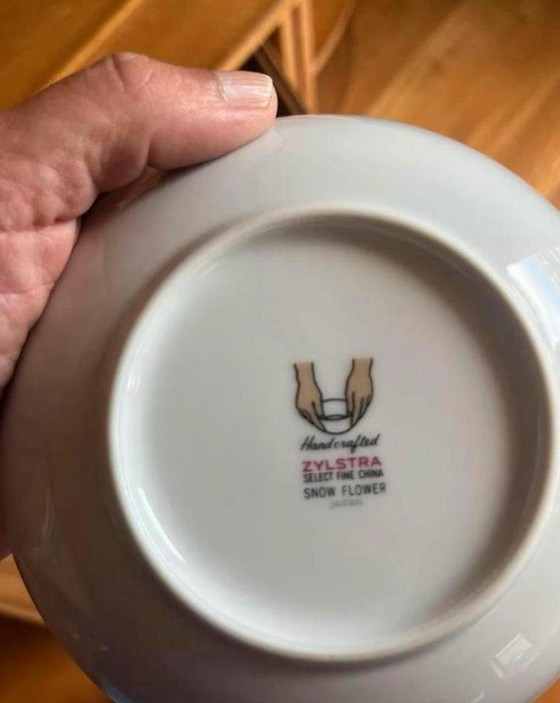 Handcrafted
ZYLSTRA
SELECT FINE CHINA
SNOW FLOWER
JAPAN